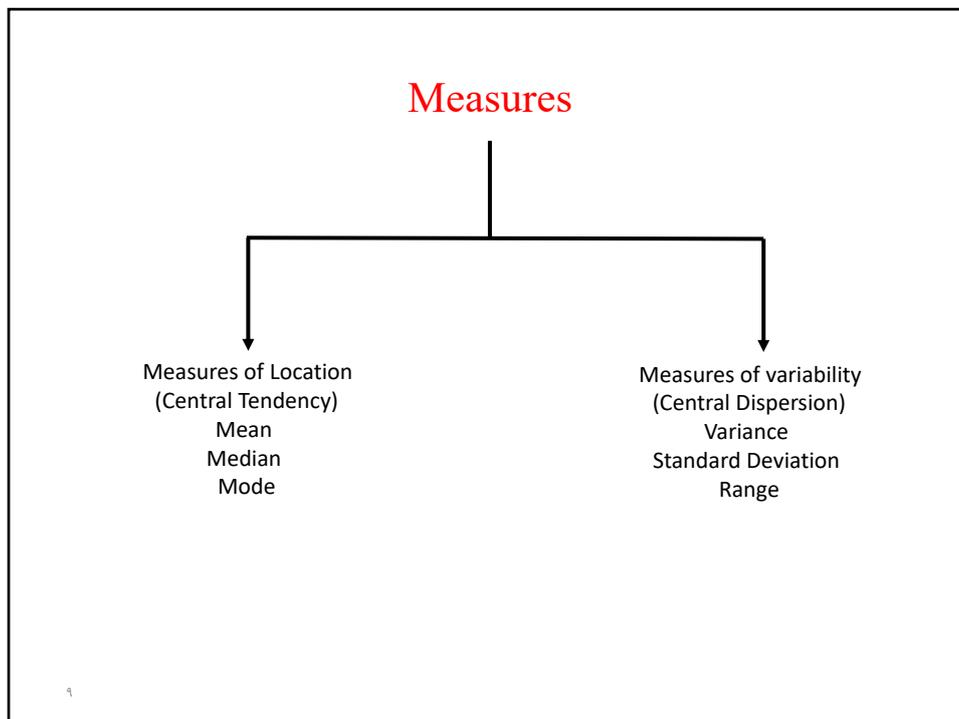 Measures
Measures of Location
(Central Tendency)
Mean
Median
Mode
Measures of variability
(Central Dispersion)
Variance
Standard Deviation
Range
٩